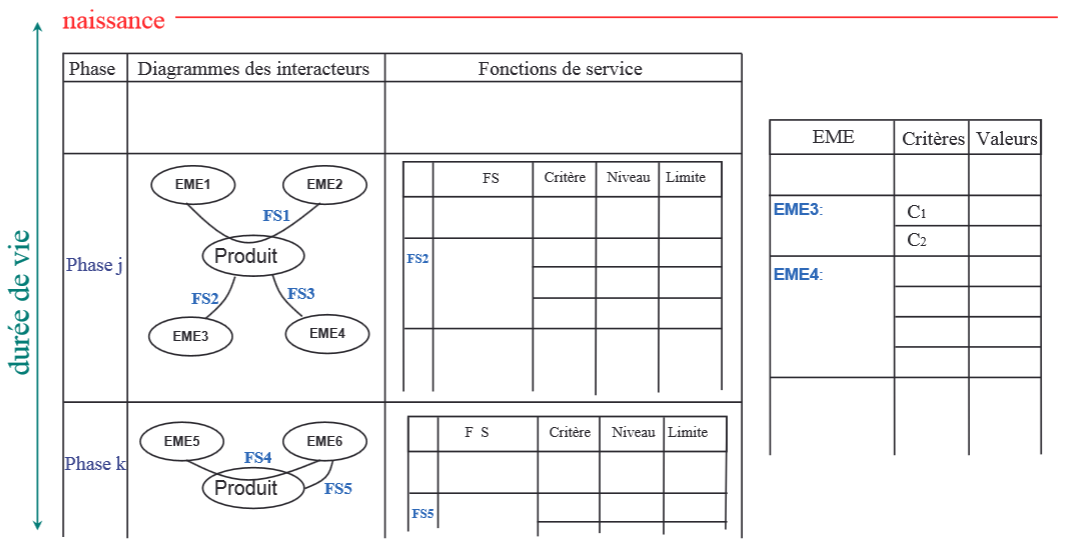 naissance
durée de vie
Phase Diagrammes des interacteurs Fonctions de service
Phase j
EME1 EME2
FS1
Produit
FS2 FS3
EME3 EME4
FS Critère Niveau Limite
FS2
Phase k
EME5 EME6
FS4
Produit FS5
F S Critère Niveau Limite
FS5
EME Critères Valeurs
EME3: C1
C2
EME4: